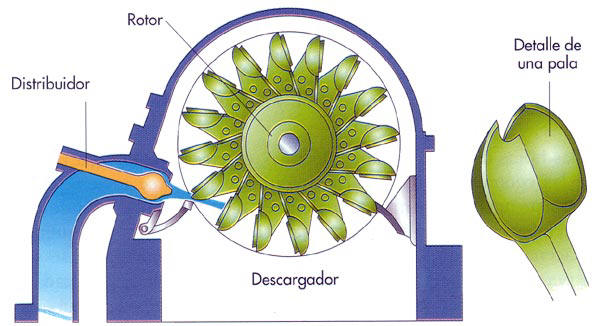 Rotor
Distribuidor
Detalle de
una pala
Descargador